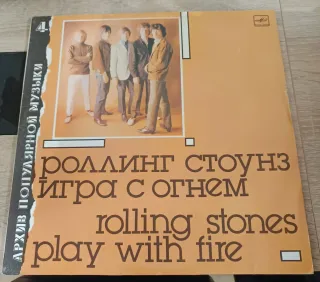 4
АРХИВ ПОПУЛЯРНОЙ МУЗЫКИ
роллинг стоунз
игра с огнем
rolling stones
play with fire